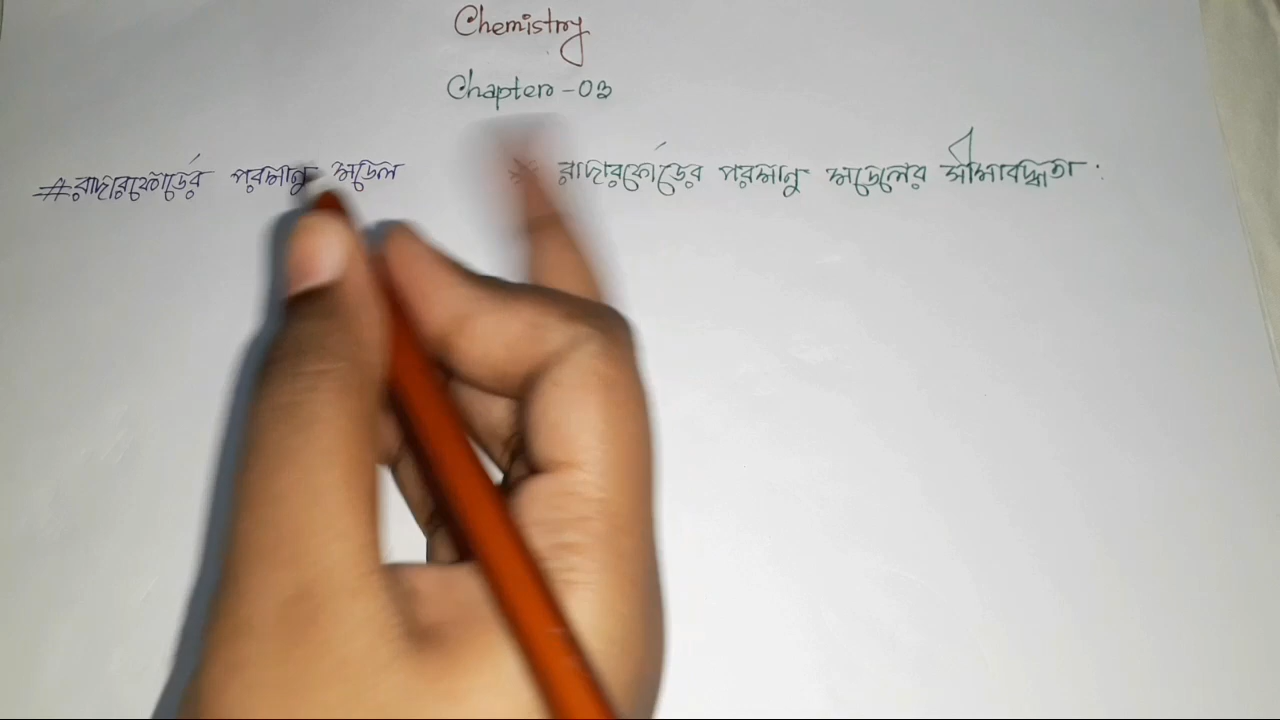 Chemistry
Chapter-03
# রাদারফোর্ডের পরমানু মডেল
* রাদারফোর্ডের পরমানু মডেলের সীমাবদ্ধতা.